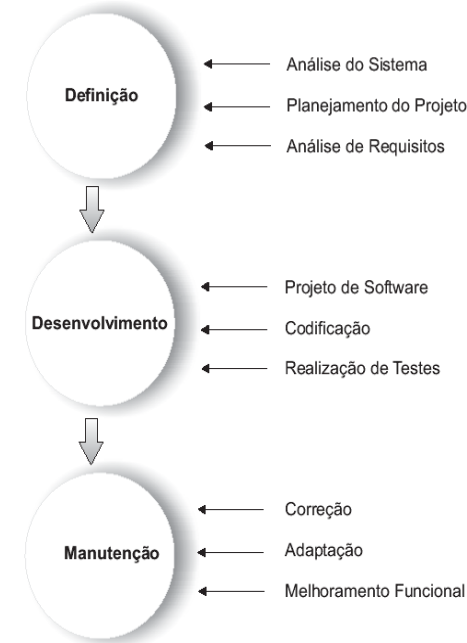 Definição
Análise do Sistema
Planejamento do Projeto
Análise de Requisitos
Desenvolvimento
Projeto de Software
Codificação
Realização de Testes
Manutenção
Correção
Adaptação
Melhoramento Funcional